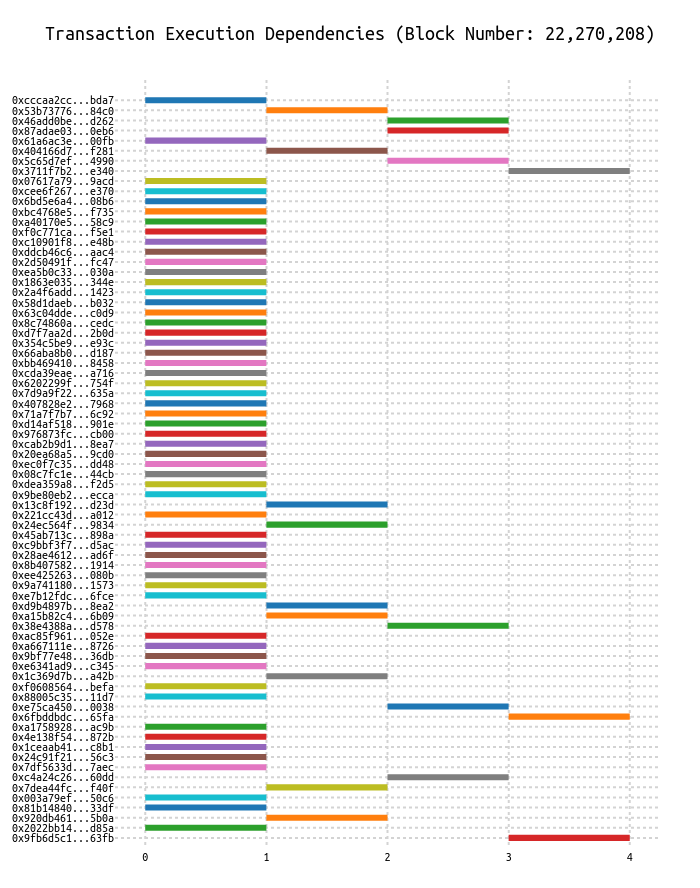 Transaction Execution Dependencies (Block Number: 22,270,208)
0xcccaa2cc...bda7
0x53b73776...84c0
0x46add0be...d262
0x87adae03...0eb6
0x61a6ac3e...00fb
0x404166d7...f281
0x5c65d7ef...4990
0x3711f7b2...e340
0x07617a79...9acd
0xcee6f267...e370
0x6bd5e6a4...08b6
0xbc4768e5...f735
0xa40170e5...58c9
0xf0c771ca...f5e1
0xc10901f8...e48b
0xddcb46c6...aac4
0x2d50491f...fc47
0xea5b0c33...030a
0x1863e035...344e
0x2a4f6add...1423
0x58d1daeb...b032
0x63c04dde...c0d9
0x8c74860a...cedc
0xd7f7aa2d...2b0d
0x354c5be9...e93c
0x66aba8b0...d187
0xbb469410...8458
0xcda39eae...a716
0x6202299f...754f
0x7d9a9f22...635a
0x407828e2...7968
0x71a7f7b7...6c92
0xd14af518...901e
0x976873fc...cb00
0xcab2b9d1...8ea7
0x20ea68a5...9cd0
0xec0f7c35...dd48
0x08c7fc1e...44cb
0xdea359a8...f2d5
0x9be80eb2...ecca
0x13c8f192...d23d
0x221cc43d...a012
0x24ec564f...9834
0x45ab713c...898a
0xc9bbf3f7...d5ac
0x28ae4612...ad6f
0x8b407582...1914
0xee425263...080b
0x9a741180...1573
0xe7b12fdc...6fce
0xd9b4897b...8ea2
0xa15b82c4...6b09
0x38e4388a...d578
0xac85f961...052e
0xa667111e...8726
0x9bf77e48...36db
0xe6341ad9...c345
0x1c369d7b...a42b
0xf0608564...befa
0x88005c35...11d7
0xe75ca450...0038
0x6fbddbdc...65fa
0xa1758928...ac9b
0x4e138f54...872b
0x1ceaab41...c8b1
0x24c91f21...56c3
0x7df5633d...7aec
0xc4a24c26...60dd
0x7dea44fc...f40f
0x003a79ef...50c6
0x81b14840...33df
0x920db461...5b0a
0x2022bb14...d85a
0x9fb6d5c1...63fb
0 1 2 3 4